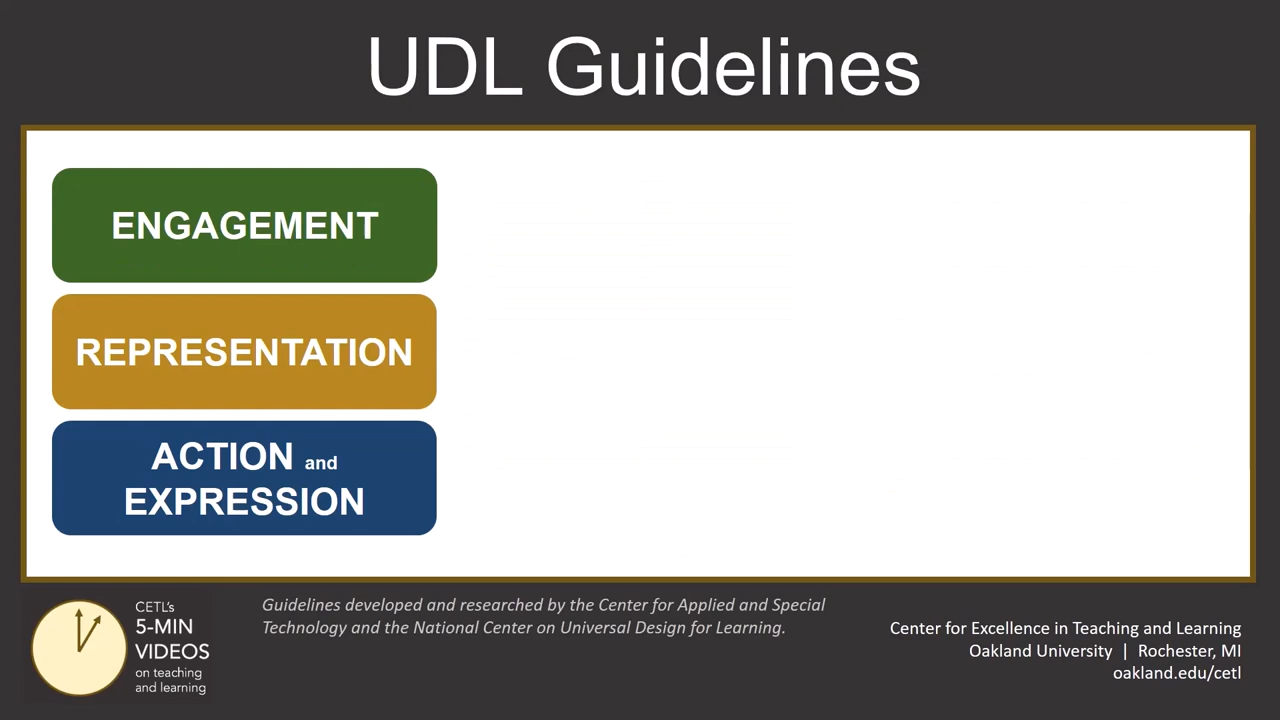 UDL Guidelines
ENGAGEMENT
REPRESENTATION
ACTION and
EXPRESSION
CETL's
5-MIN
VIDEOS
on teaching
and learning
Guidelines developed and researched by the Center for Applied and Special
Technology and the National Center on Universal Design for Learning.
Center for Excellence in Teaching and Learning
Oakland University | Rochester, MI
oakland.edu/cetl